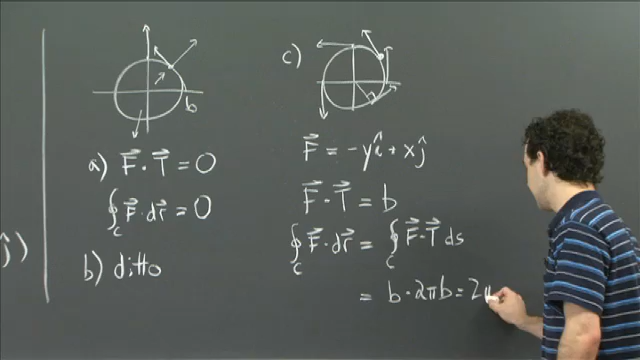 ĵ)
b
a) F⃗ · T⃗ = 0
∮_C F⃗ · dr⃗ = 0
b) ditto
c)
F⃗ = -yî + xĵ
F⃗ · T⃗ = b
∮_C F⃗ · dr⃗ = ∮_C F⃗ · T⃗ ds
= b · 2πb = 2